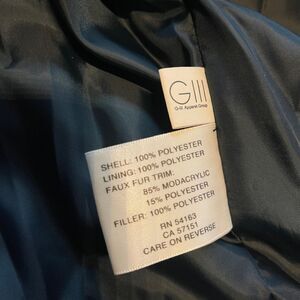 GIII
G-III Apparel Group
SHELL: 100% POLYESTER
LINING: 100% POLYESTER
FAUX FUR TRIM:
85% MODACRYLIC
15% POLYESTER
FILLER: 100% POLYESTER
RN 54163
CA 57151
CARE ON REVERSE